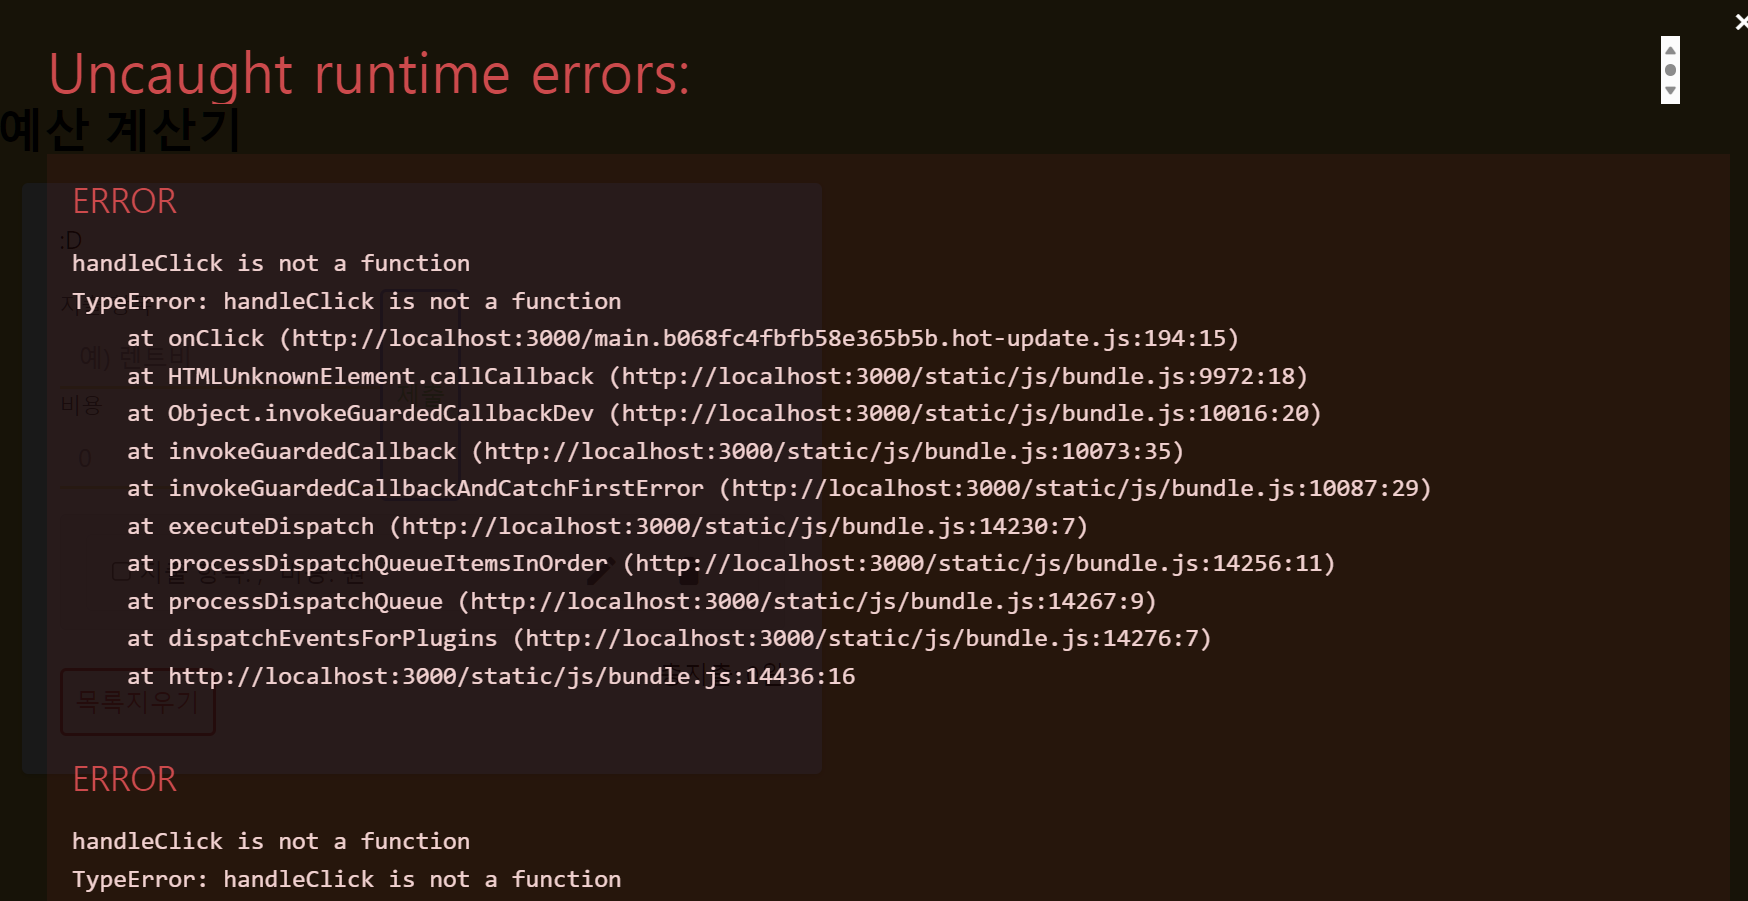 Uncaught runtime errors:
예산 계산기
ERROR
:D
handleClick is not a function
TypeError: handleClick is not a function
at onClick (http://localhost:3000/main.b068fc4fbfb58e365b5b.hot-update.js:194:15)
예) 렌트비
at HTMLUnknownElement.callCallback (http://localhost:3000/static/js/bundle.js:9972:18)
비용
at Object.invokeGuardedCallbackDev (http://localhost:3000/static/js/bundle.js:10016:20)
0
at invokeGuardedCallback (http://localhost:3000/static/js/bundle.js:10073:35)
at invokeGuardedCallbackAndCatchFirstError (http://localhost:3000/static/js/bundle.js:10087:29)
at executeDispatch (http://localhost:3000/static/js/bundle.js:14230:7)
at processDispatchQueueItemsInOrder (http://localhost:3000/static/js/bundle.js:14256:11)
at processDispatchQueue (http://localhost:3000/static/js/bundle.js:14267:9)
at dispatchEventsForPlugins (http://localhost:3000/static/js/bundle.js:14276:7)
at http://localhost:3000/static/js/bundle.js:14436:16
목록지우기
ERROR
handleClick is not a function
TypeError: handleClick is not a function